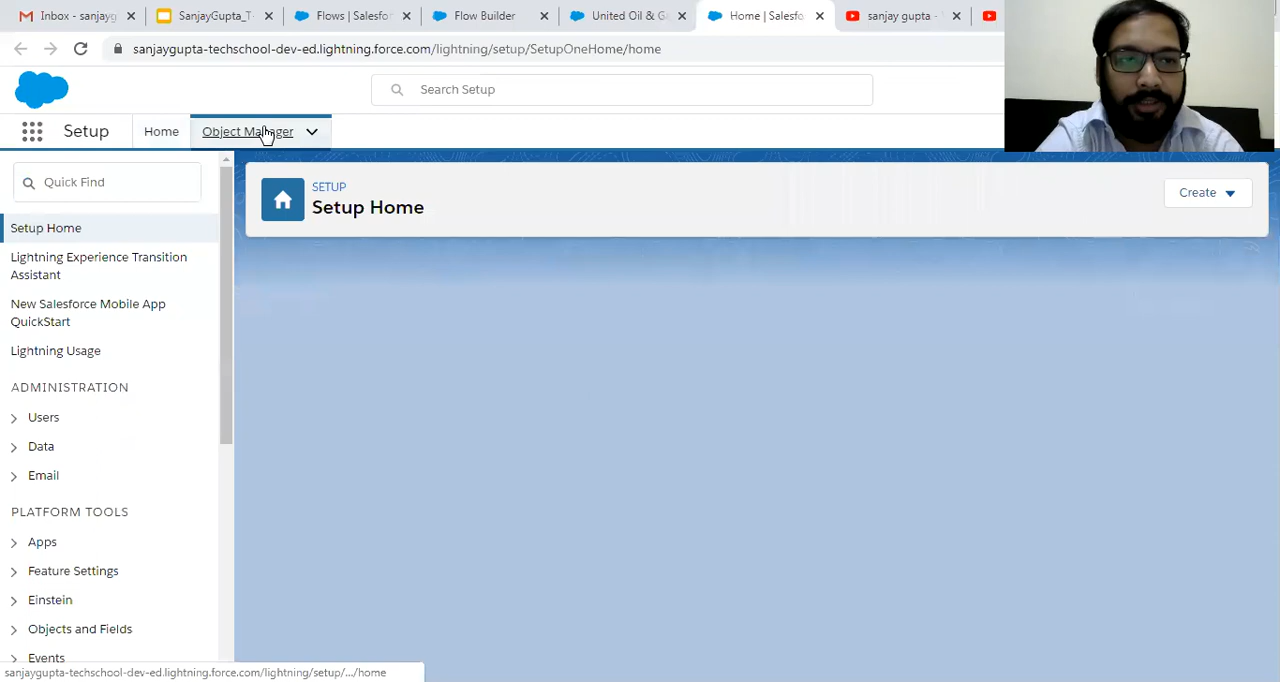 Inbox - sanjayg
SanjayGupta_T
Flows | Salesfo
Flow Builder
United Oil & G
Home | Salesfo
sanjay gupta -
sanjaygupta-techschool-dev-ed.lightning.force.com/lightning/setup/SetupOneHome/home
Search Setup
Setup
Home
Object Manager
Quick Find
SETUP
Setup Home
Create
Setup Home
Lightning Experience Transition
Assistant
New Salesforce Mobile App
QuickStart
Lightning Usage
ADMINISTRATION
Users
Data
Email
PLATFORM TOOLS
Apps
Feature Settings
Einstein
Objects and Fields
Events
sanjaygupta-techschool-dev-ed.lightning.force.com/lightning/setup/.../home